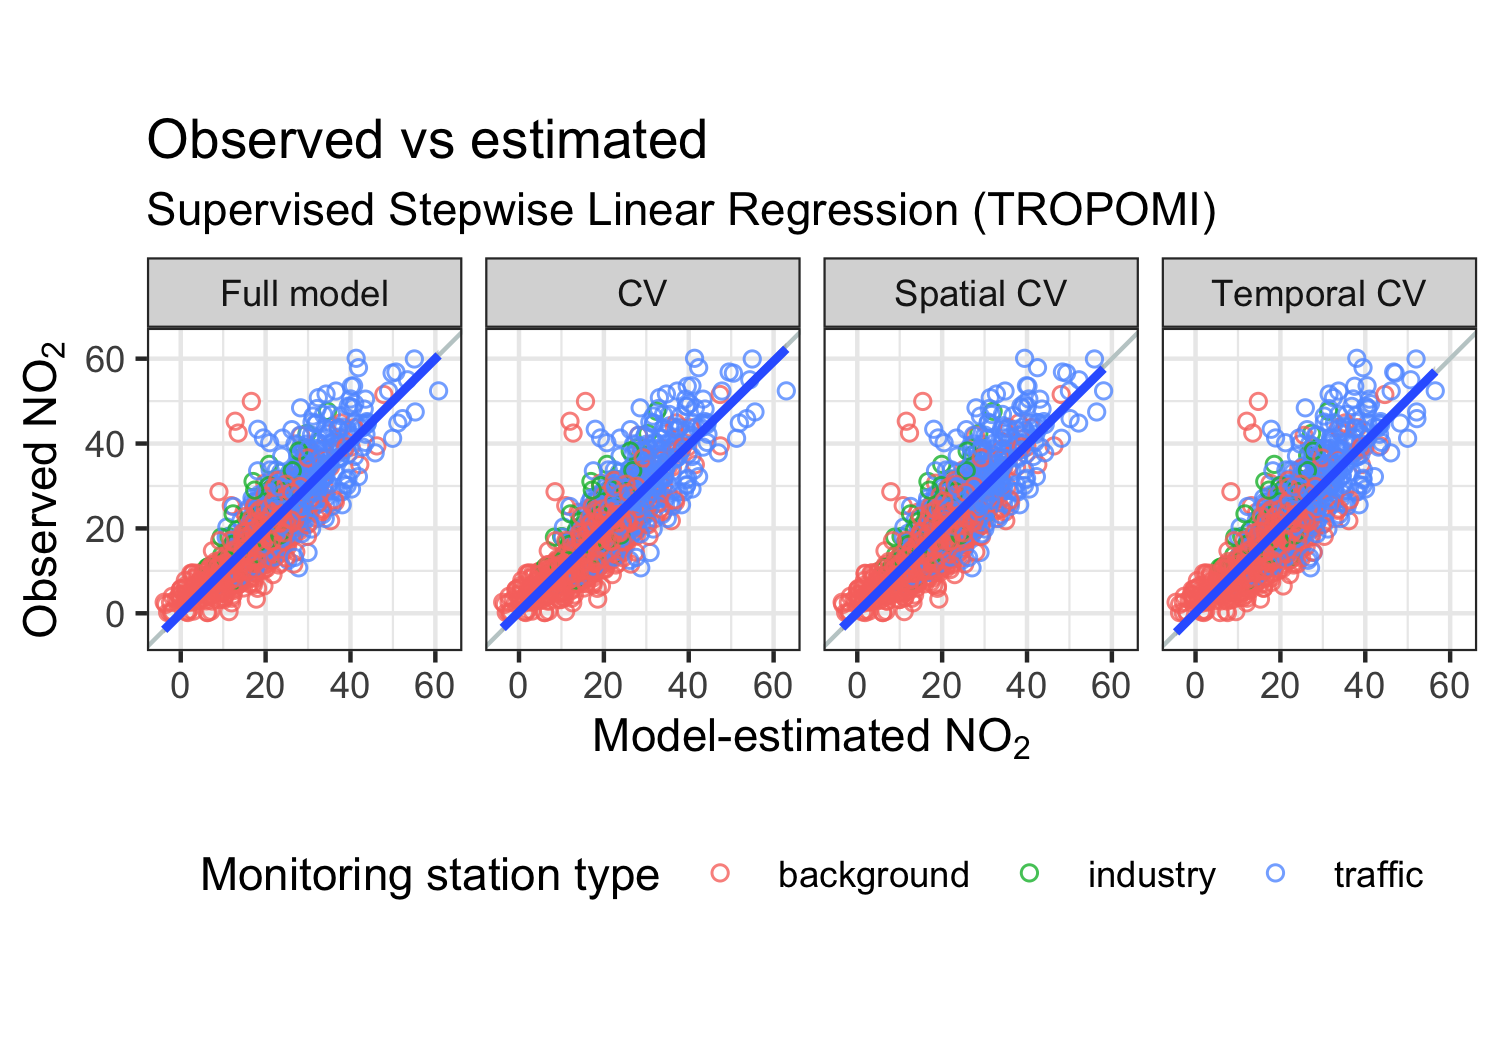 Observed vs estimated
Supervised Stepwise Linear Regression (TROPOMI)
Full model CV Spatial CV Temporal CV
Observed NO₂
60
40
20
0
0 20 40 60 0 20 40 60 0 20 40 60 0 20 40 60
Model-estimated NO₂
Monitoring station type background industry traffic